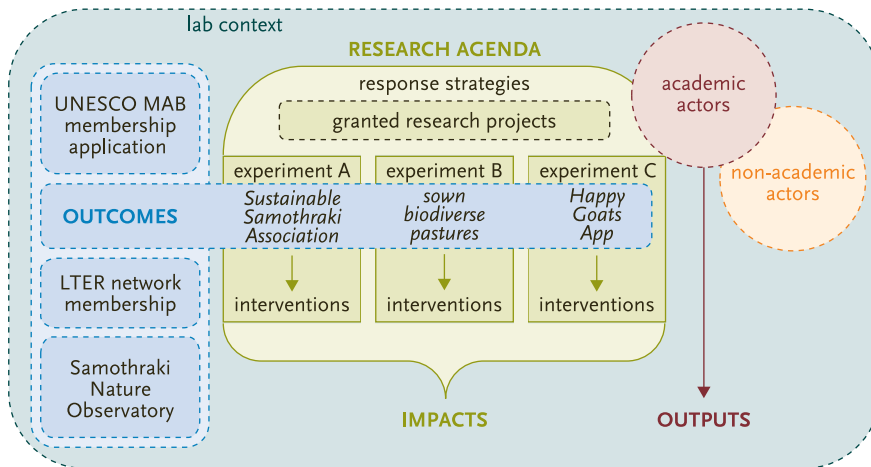 lab context
RESEARCH AGENDA
response strategies
granted research projects
academic
actors
non-academic
actors
UNESCO MAB
membership
application
OUTCOMES
LTER network
membership
Samothraki
Nature
Observatory
experiment A
Sustainable
Samothraki
Association
interventions
experiment B
sown
biodiverse
pastures
interventions
experiment C
Happy
Goats
App
interventions
IMPACTS
OUTPUTS